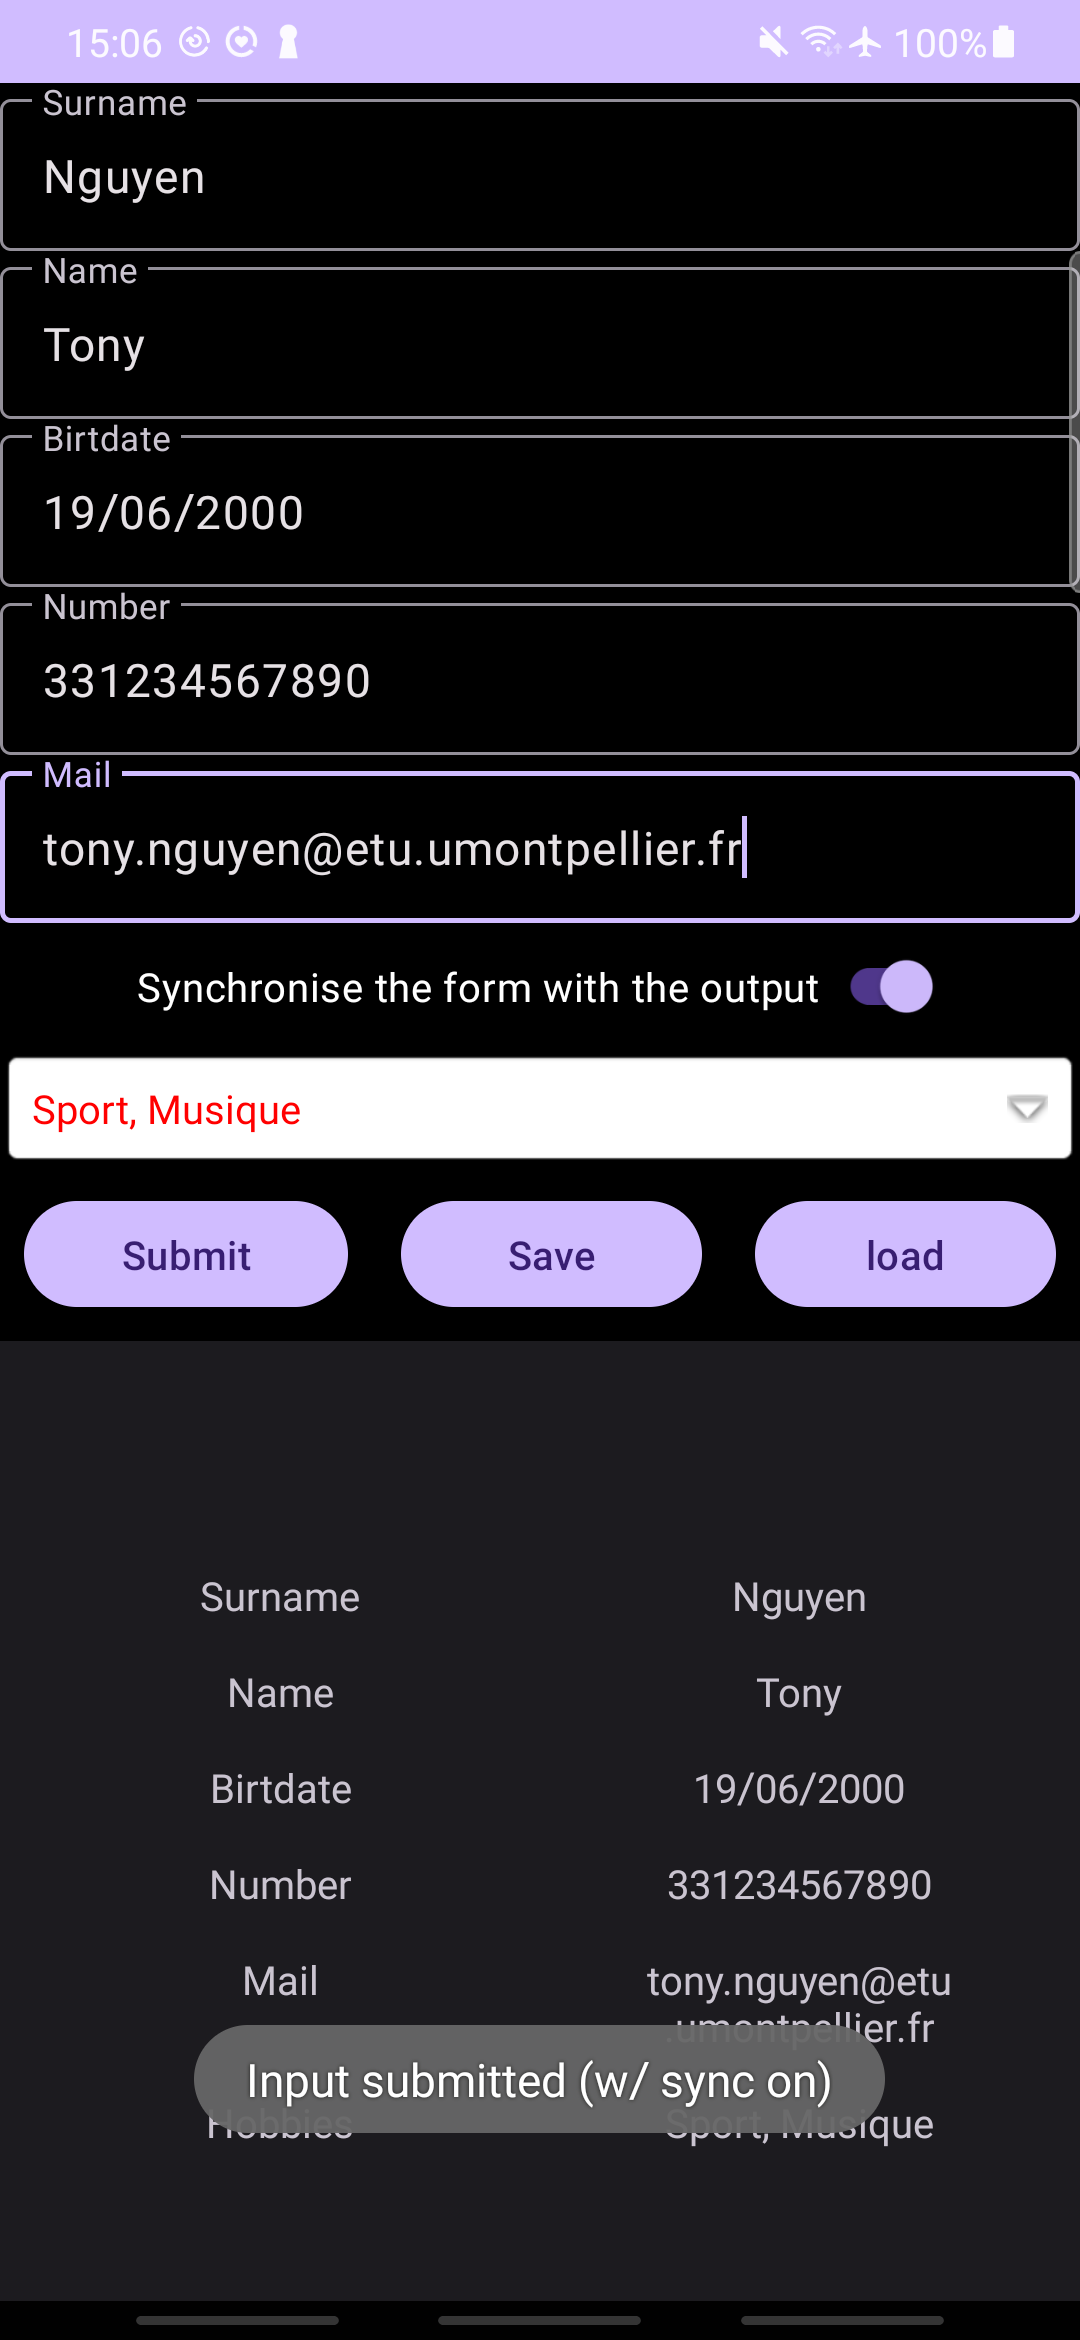 15:06 100%
Surname
Nguyen
Name
Tony
Birtdate
19/06/2000
Number
331234567890
Mail
tony.nguyen@etu.umontpellier.fr
Synchronise the form with the output
Sport, Musique
Submit Save load
Surname Nguyen
Name Tony
Birtdate 19/06/2000
Number 331234567890
Mail tony.nguyen@etu
.umontpellier.fr
Input submitted (w/ sync on)
Hobbies Sport, Musique